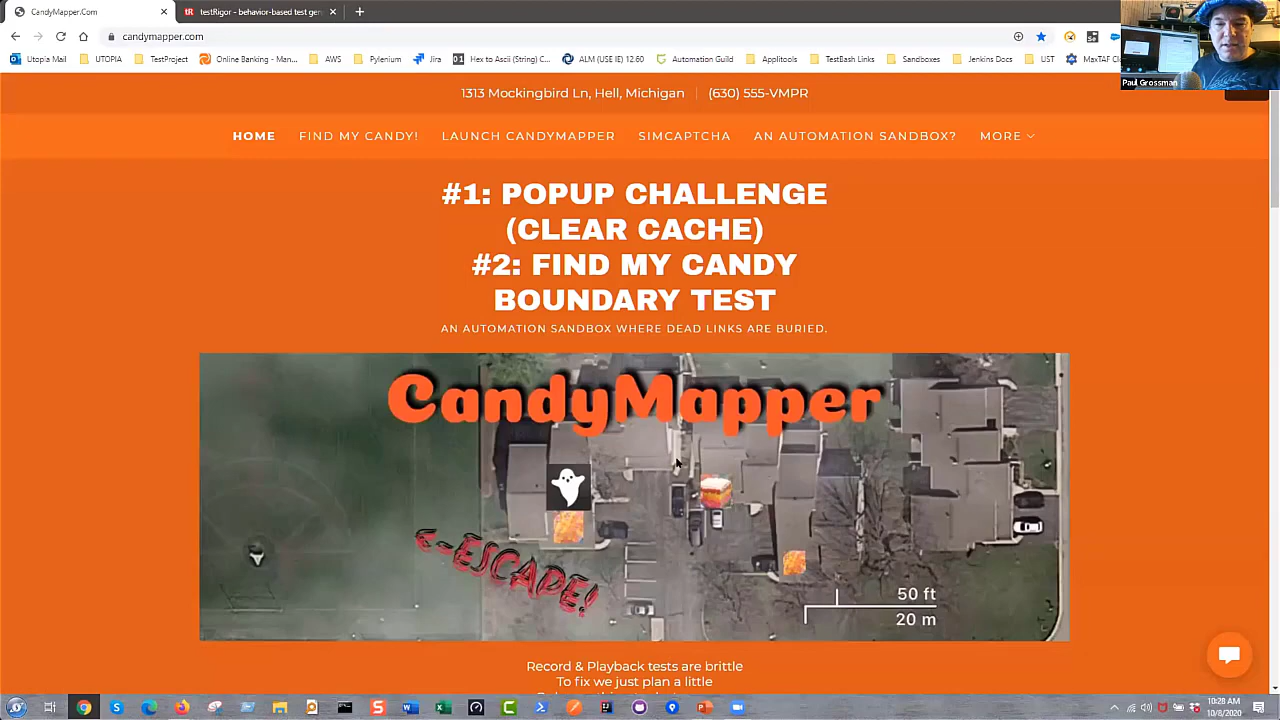 CandyMapper.Com
testRigor - behavior-based test ger
candymapper.com
Utopia Mail
UTOPIA
TestProject
Online Banking - Man...
AWS
Pylenium
Jira
Hex to Ascii (String) C...
ALM (UE IE) 12.60
Automation Guild
Applitools
TestBash Links
Sandboxes
Jenkins Docs
UST
MaxTAF C
Paul Grossman
1313 Mockingbird Ln, Hell, Michigan
(630) 555-VMPR
HOME
FIND MY CANDY!
LAUNCH CANDYMAPPER
SIMCAPTCHA
AN AUTOMATION SANDBOX?
MORE
#1: POPUP CHALLENGE
(CLEAR CACHE)
#2: FIND MY CANDY
BOUNDARY TEST
AN AUTOMATION SANDBOX WHERE DEAD LINKS ARE BURIED.
CandyMapper
<-ESCAPE!
50 ft
20 m
Record & Playback tests are brittle
To fix we just plan a little
10:28 AM
10/8/2020